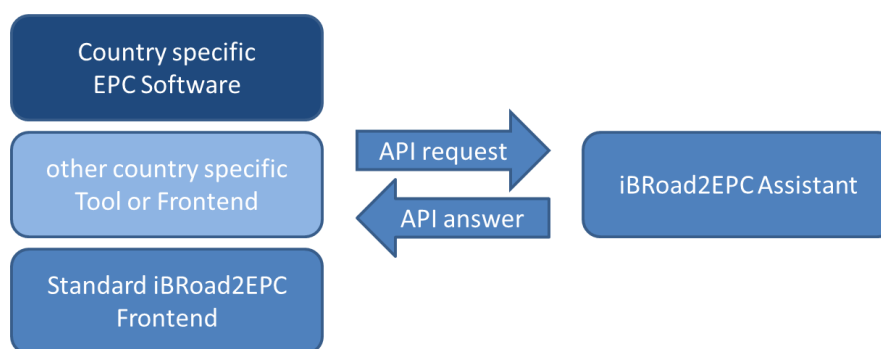 Country specific
EPC Software
other country specific
Tool or Frontend
Standard iBRoad2EPC
Frontend
API request
API answer
iBRoad2EPC Assistant